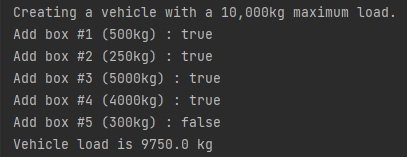 Creating a vehicle with a 10,000kg maximum load.
Add box #1 (500kg) : true
Add box #2 (250kg) : true
Add box #3 (5000kg) : true
Add box #4 (4000kg) : true
Add box #5 (300kg) : false
Vehicle load is 9750.0 kg